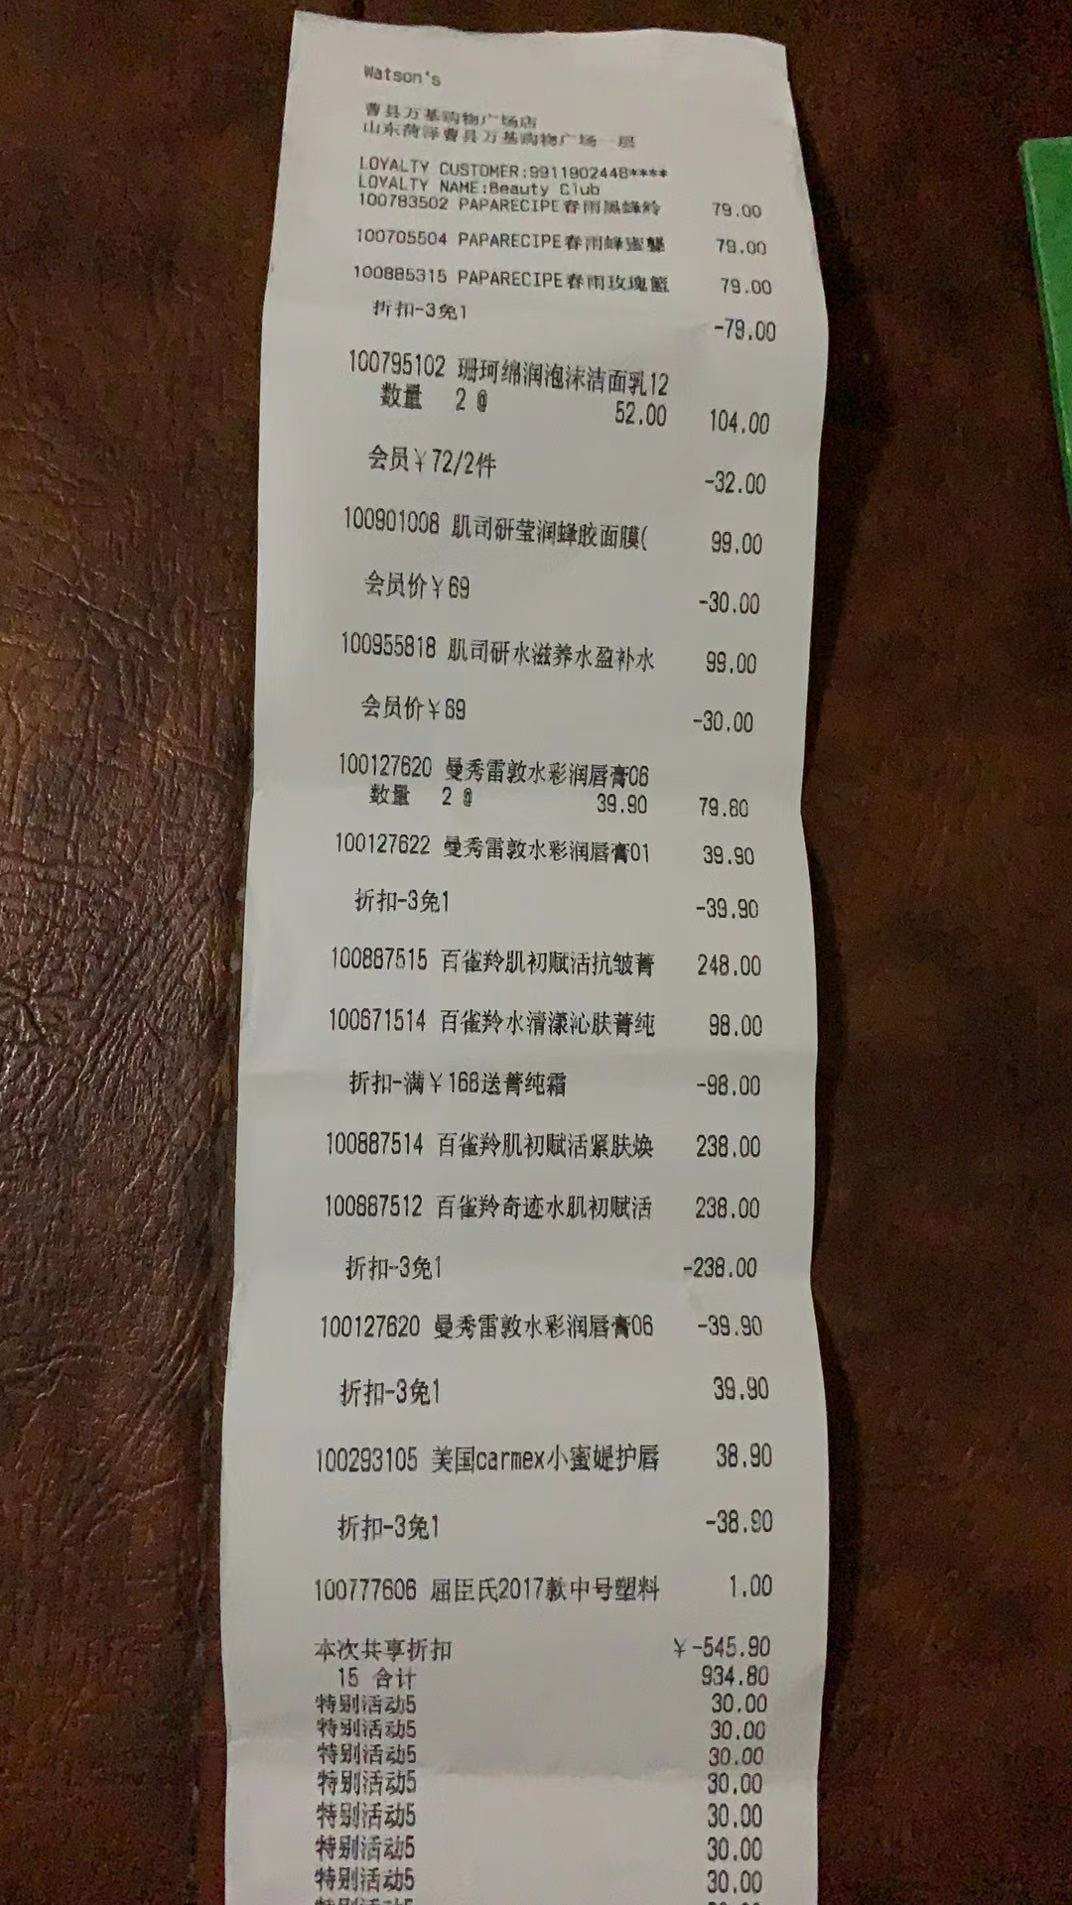 Watson's
曹县万基购物广场店
山东菏泽曹县万基购物广场一层
LOYALTY CUSTOMER:9911902448****
LOYALTY NAME:Beauty Club
100783502 PAPARECIPE春雨黑蜂 79.00
100705504 PAPARECIPE春雨蜂蜜 79.00
100885315 PAPARECIPE春雨玫瑰 79.00
折扣-3免1 -79.00
100795102 珊珂绵润泡沫洁面乳12
数量 2 @ 52.00 104.00
会员￥72/2件 -32.00
100901008 肌司研莹润蜂胶面膜( 99.00
会员价￥69 -30.00
100955818 肌司研水滋养水盈补水 99.00
会员价￥69 -30.00
100127620 曼秀雷敦水彩润唇膏06
数量 2 @ 39.90 79.80
100127622 曼秀雷敦水彩润唇膏01 39.90
折扣-3免1 -39.90
100887515 百雀羚肌初赋活抗皱菁 248.00
100671514 百雀羚水清漾沁肤菁纯 98.00
折扣-满￥168送菁纯霜 -98.00
100887514 百雀羚肌初赋活紧肤焕 238.00
100887512 百雀羚奇迹水肌初赋活 238.00
折扣-3免1 -238.00
100127620 曼秀雷敦水彩润唇膏06 -39.90
折扣-3免1 39.90
100293105 美国carmex小蜜媞护唇 38.90
折扣-3免1 -38.90
100777606 屈臣氏2017款中号塑料 1.00
本次共享折扣 ￥-545.90
15 合计 934.80
特别活动5 30.00
特别活动5 30.00
特别活动5 30.00
特别活动5 30.00
特别活动5 30.00
特别活动5 30.00
特别活动5 30.00